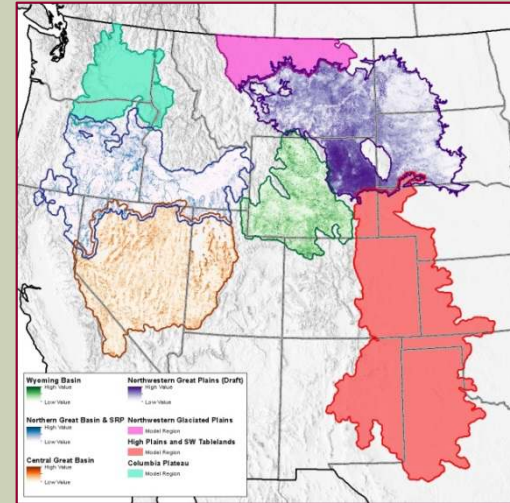 Wyoming Basin
High Value
Low Value
Northern Great Basin & SRP
High Value
Low Value
Central Great Basin
High Value
Low Value
Northwestern Great Plains (Draft)
High Value
Low Value
Northwestern Glaciated Plains
Model Region
High Plains and SW Tablelands
Model Region
Columbia Plateau
Model Region